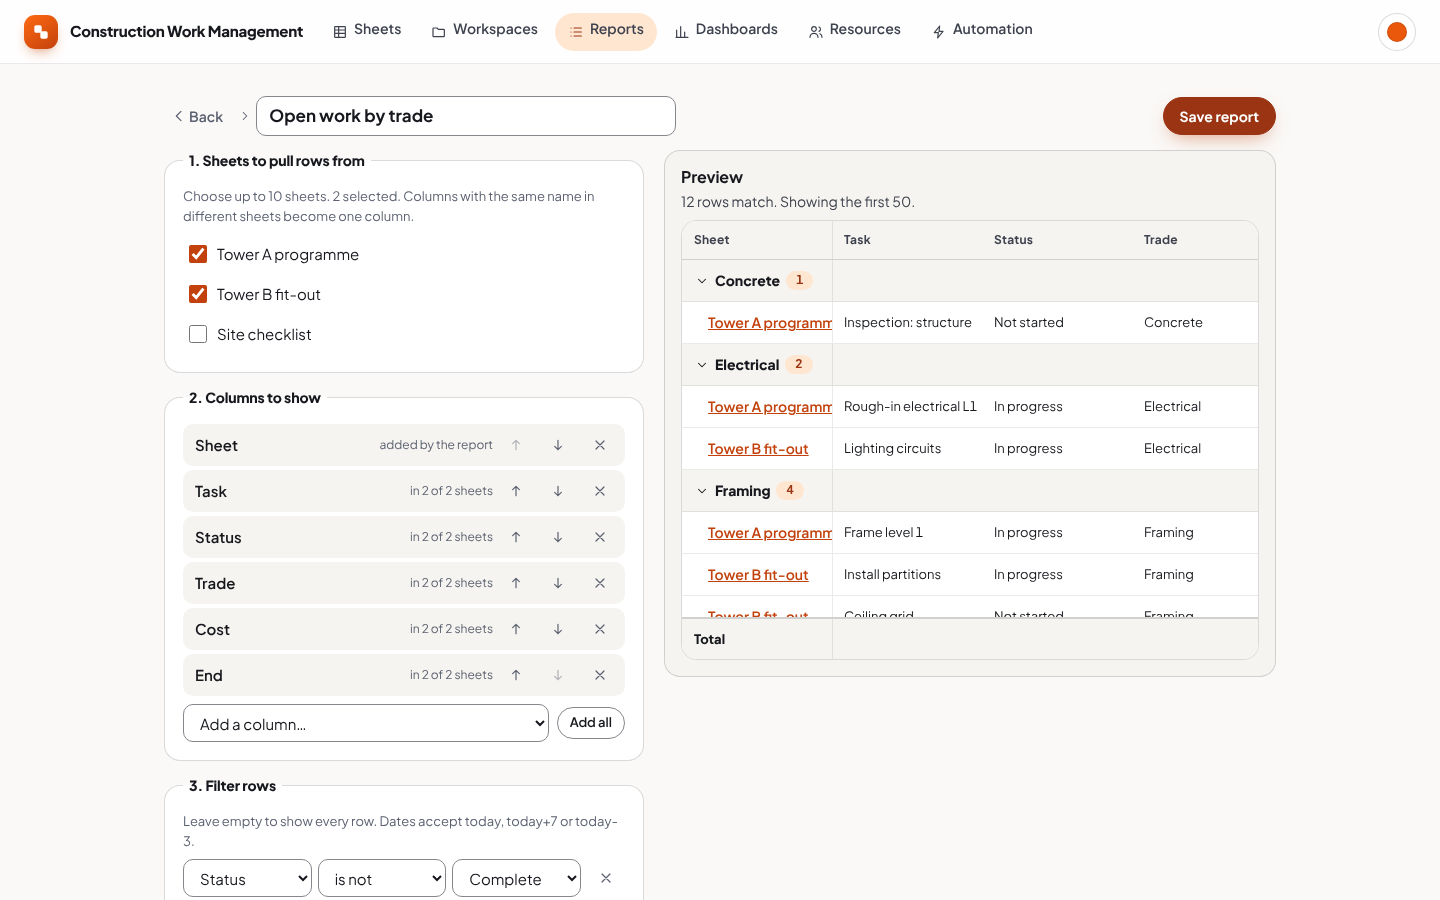 Construction Work Management
Sheets
Workspaces
Reports
Dashboards
Resources
Automation
Back
Open work by trade
Save report
1. Sheets to pull rows from
Choose up to 10 sheets. 2 selected. Columns with the same name in
different sheets become one column.
Tower A programme
Tower B fit-out
Site checklist
2. Columns to show
Sheet added by the report
Task in 2 of 2 sheets
Status in 2 of 2 sheets
Trade in 2 of 2 sheets
Cost in 2 of 2 sheets
End in 2 of 2 sheets
Add a column...
Add all
3. Filter rows
Leave empty to show every row. Dates accept today, today+7 or today-
3.
Status is not Complete
Preview
12 rows match. Showing the first 50.
Sheet Task Status Trade
Concrete 1
Tower A programm Inspection: structure Not started Concrete
Electrical 2
Tower A programm Rough-in electrical L1 In progress Electrical
Tower B fit-out Lighting circuits In progress Electrical
Framing 4
Tower A programm Frame level 1 In progress Framing
Tower B fit-out Install partitions In progress Framing
Tower B fit-out Ceiling grid Not started Framing
Total